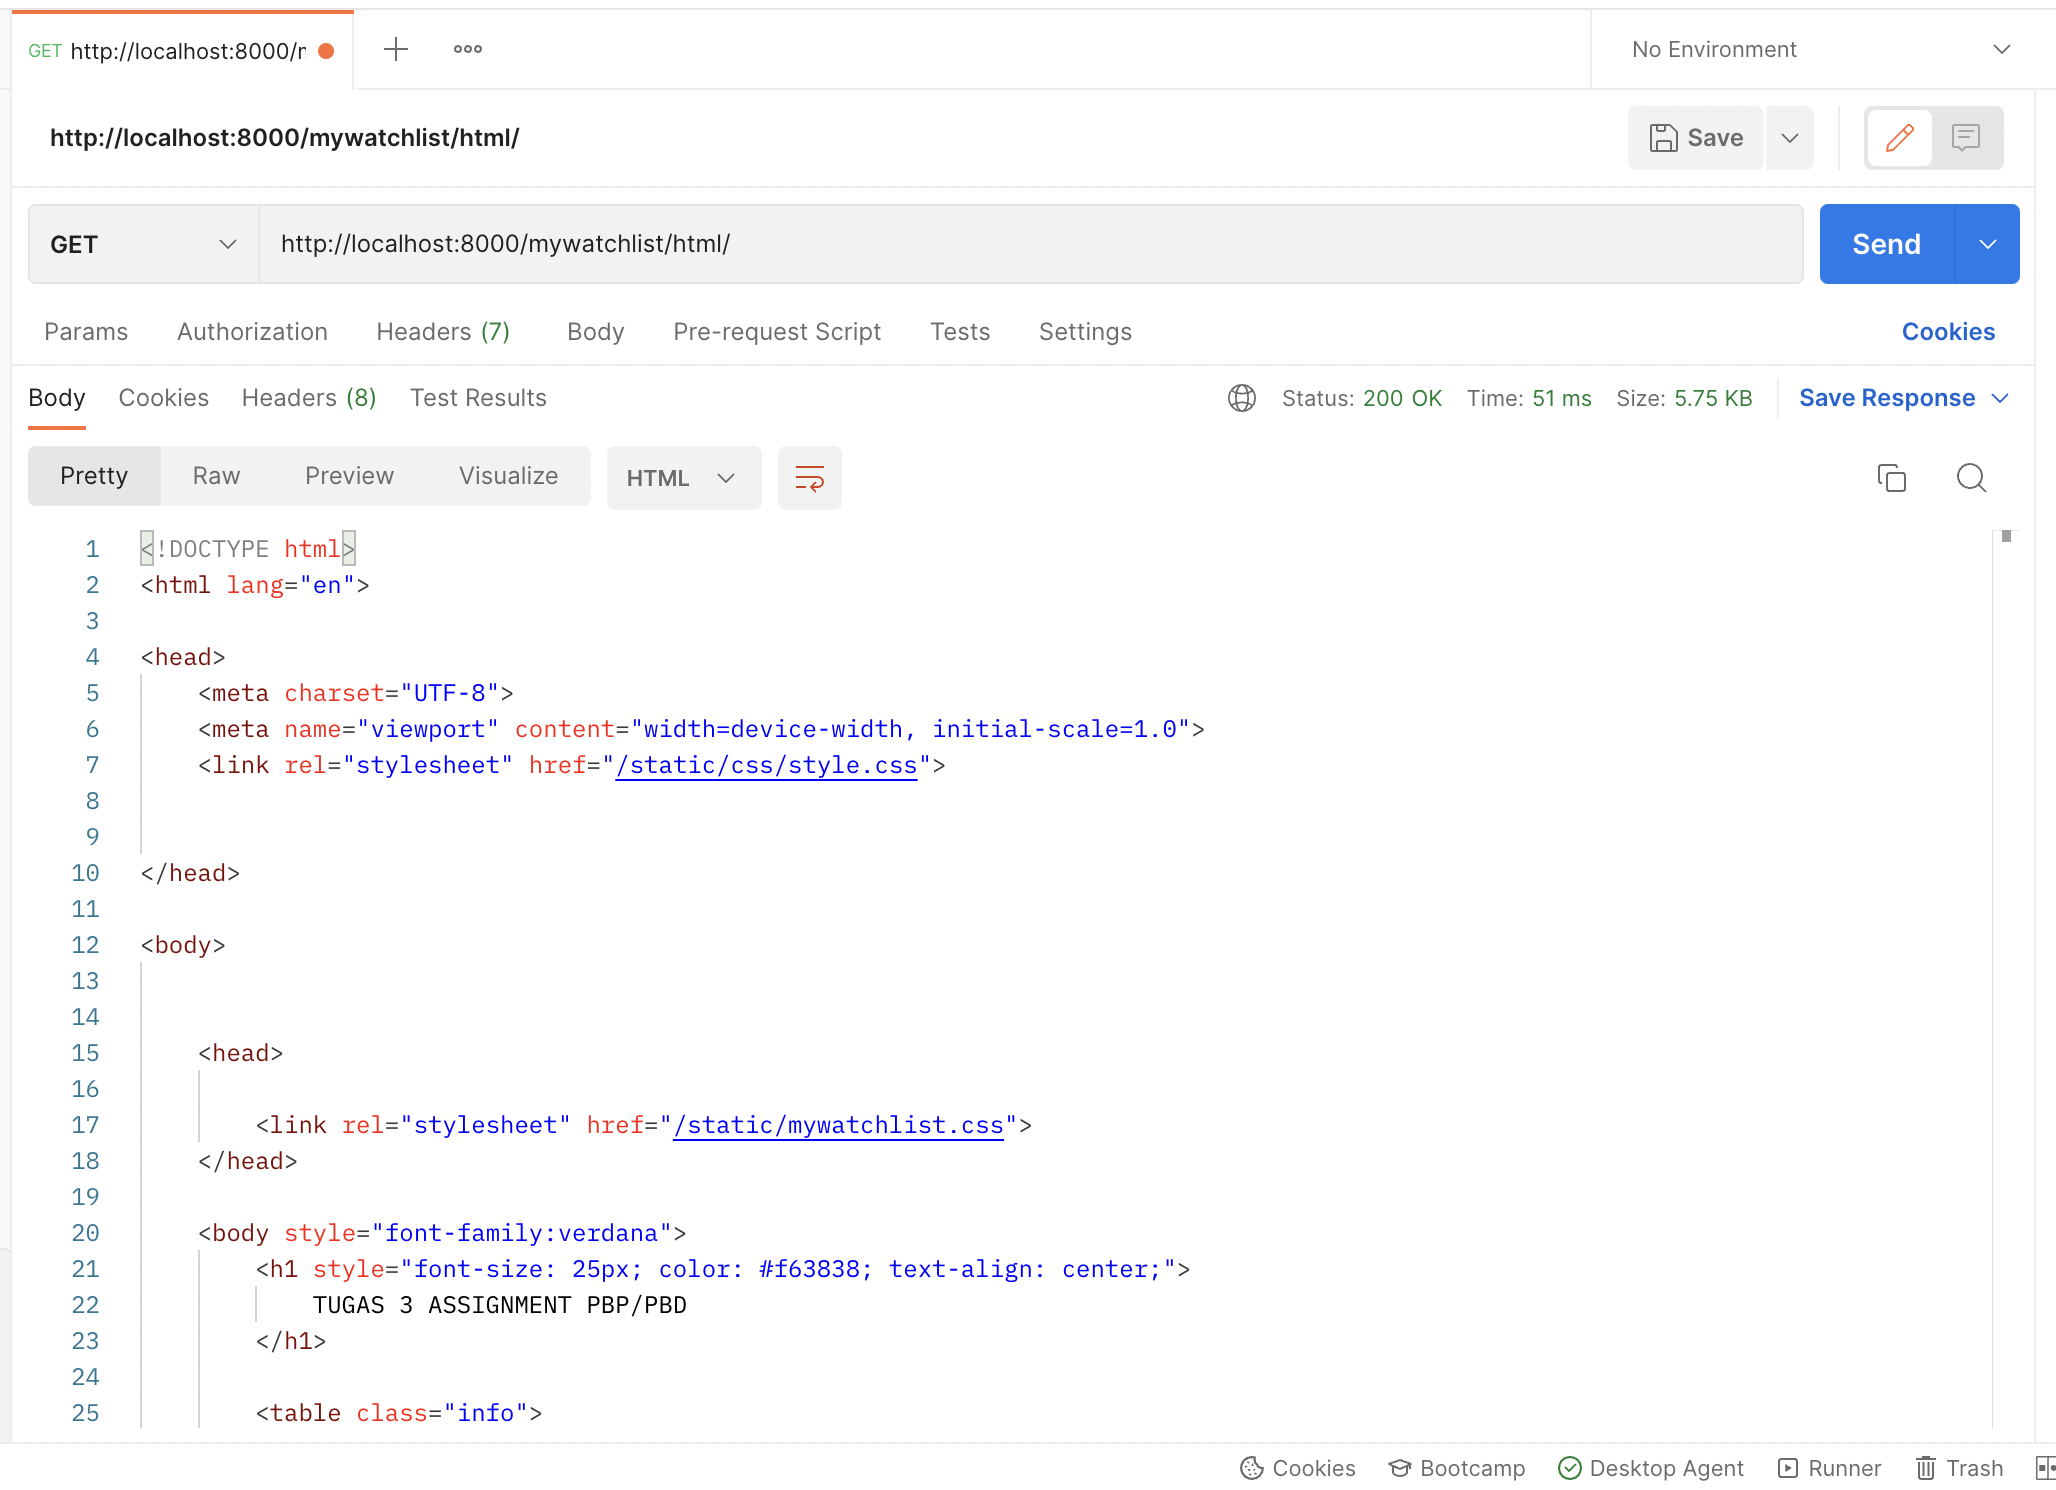 GET http://localhost:8000/r
No Environment
http://localhost:8000/mywatchlist/html/
Save
GET http://localhost:8000/mywatchlist/html/ Send
Params Authorization Headers (7) Body Pre-request Script Tests Settings Cookies
Body Cookies Headers (8) Test Results Status: 200 OK Time: 51 ms Size: 5.75 KB Save Response
Pretty Raw Preview Visualize HTML
1 <!DOCTYPE html>
2 <html lang="en">
3
4 <head>
5 <meta charset="UTF-8">
6 <meta name="viewport" content="width=device-width, initial-scale=1.0">
7 <link rel="stylesheet" href="/static/css/style.css">
8
9
10 </head>
11
12 <body>
13
14
15 <head>
16
17 <link rel="stylesheet" href="/static/mywatchlist.css">
18 </head>
19
20 <body style="font-family:verdana">
21 <h1 style="font-size: 25px; color: #f63838; text-align: center;">
22 TUGAS 3 ASSIGNMENT PBP/PBD
23 </h1>
24
25 <table class="info">
Cookies Bootcamp Desktop Agent Runner Trash